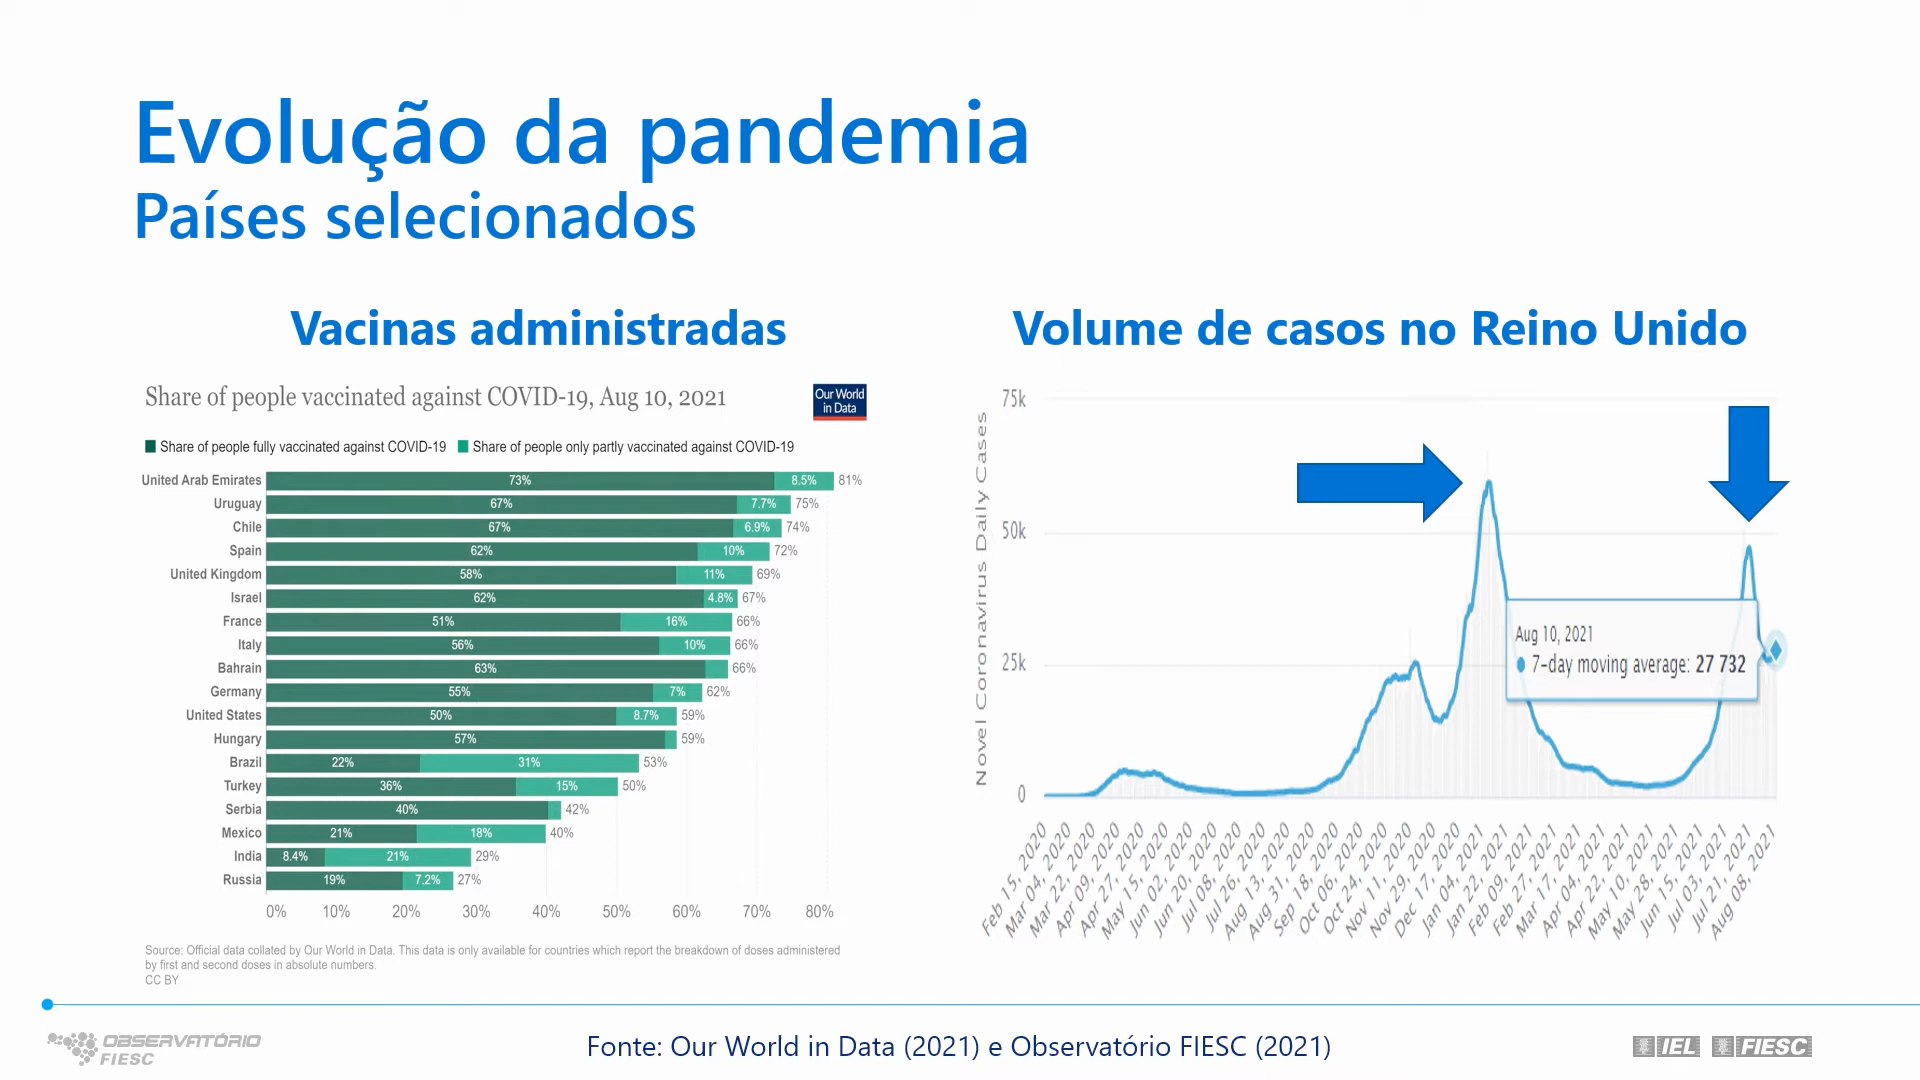 Evolução da pandemia
Países selecionados
Vacinas administradas
Share of people vaccinated against COVID-19, Aug 10, 2021
Our World
in Data
Share of people fully vaccinated against COVID-19 Share of people only partly vaccinated against COVID-19
United Arab Emirates 73% 8.5% 81%
Uruguay 67% 7.7% 75%
Chile 67% 6.9% 74%
Spain 62% 10% 72%
United Kingdom 58% 11% 69%
Israel 62% 4.8% 67%
France 51% 16% 66%
Italy 56% 10% 66%
Bahrain 63% 66%
Germany 55% 7% 62%
United States 50% 8.7% 59%
Hungary 57% 59%
Brazil 22% 31% 53%
Turkey 36% 15% 50%
Serbia 40% 42%
Mexico 21% 18% 40%
India 8.4% 21% 29%
Russia 19% 7.2% 27%
0% 10% 20% 30% 40% 50% 60% 70% 80%
Source: Official data collated by Our World in Data. This data is only available for countries which report the breakdown of doses administered
by first and second doses in absolute numbers.
CC BY
Volume de casos no Reino Unido
Novel Coronavirus Daily Cases
75k
50k
25k
0
Aug 10, 2021
7-day moving average: 27 732
Feb 15, 2020
Mar 04, 2020
Mar 22, 2020
Apr 09, 2020
Apr 27, 2020
May 15, 2020
Jun 02, 2020
Jun 20, 2020
Jul 08, 2020
Jul 26, 2020
Aug 13, 2020
Aug 31, 2020
Sep 18, 2020
Oct 06, 2020
Oct 24, 2020
Nov 11, 2020
Nov 29, 2020
Dec 17, 2020
Jan 04, 2021
Jan 22, 2021
Feb 09, 2021
Feb 27, 2021
Mar 17, 2021
Apr 04, 2021
Apr 22, 2021
May 10, 2021
May 28, 2021
Jun 15, 2021
Jul 03, 2021
Jul 21, 2021
Aug 08, 2021
OBSERVATÓRIO
FIESC
Fonte: Our World in Data (2021) e Observatório FIESC (2021)
IEL FIESC